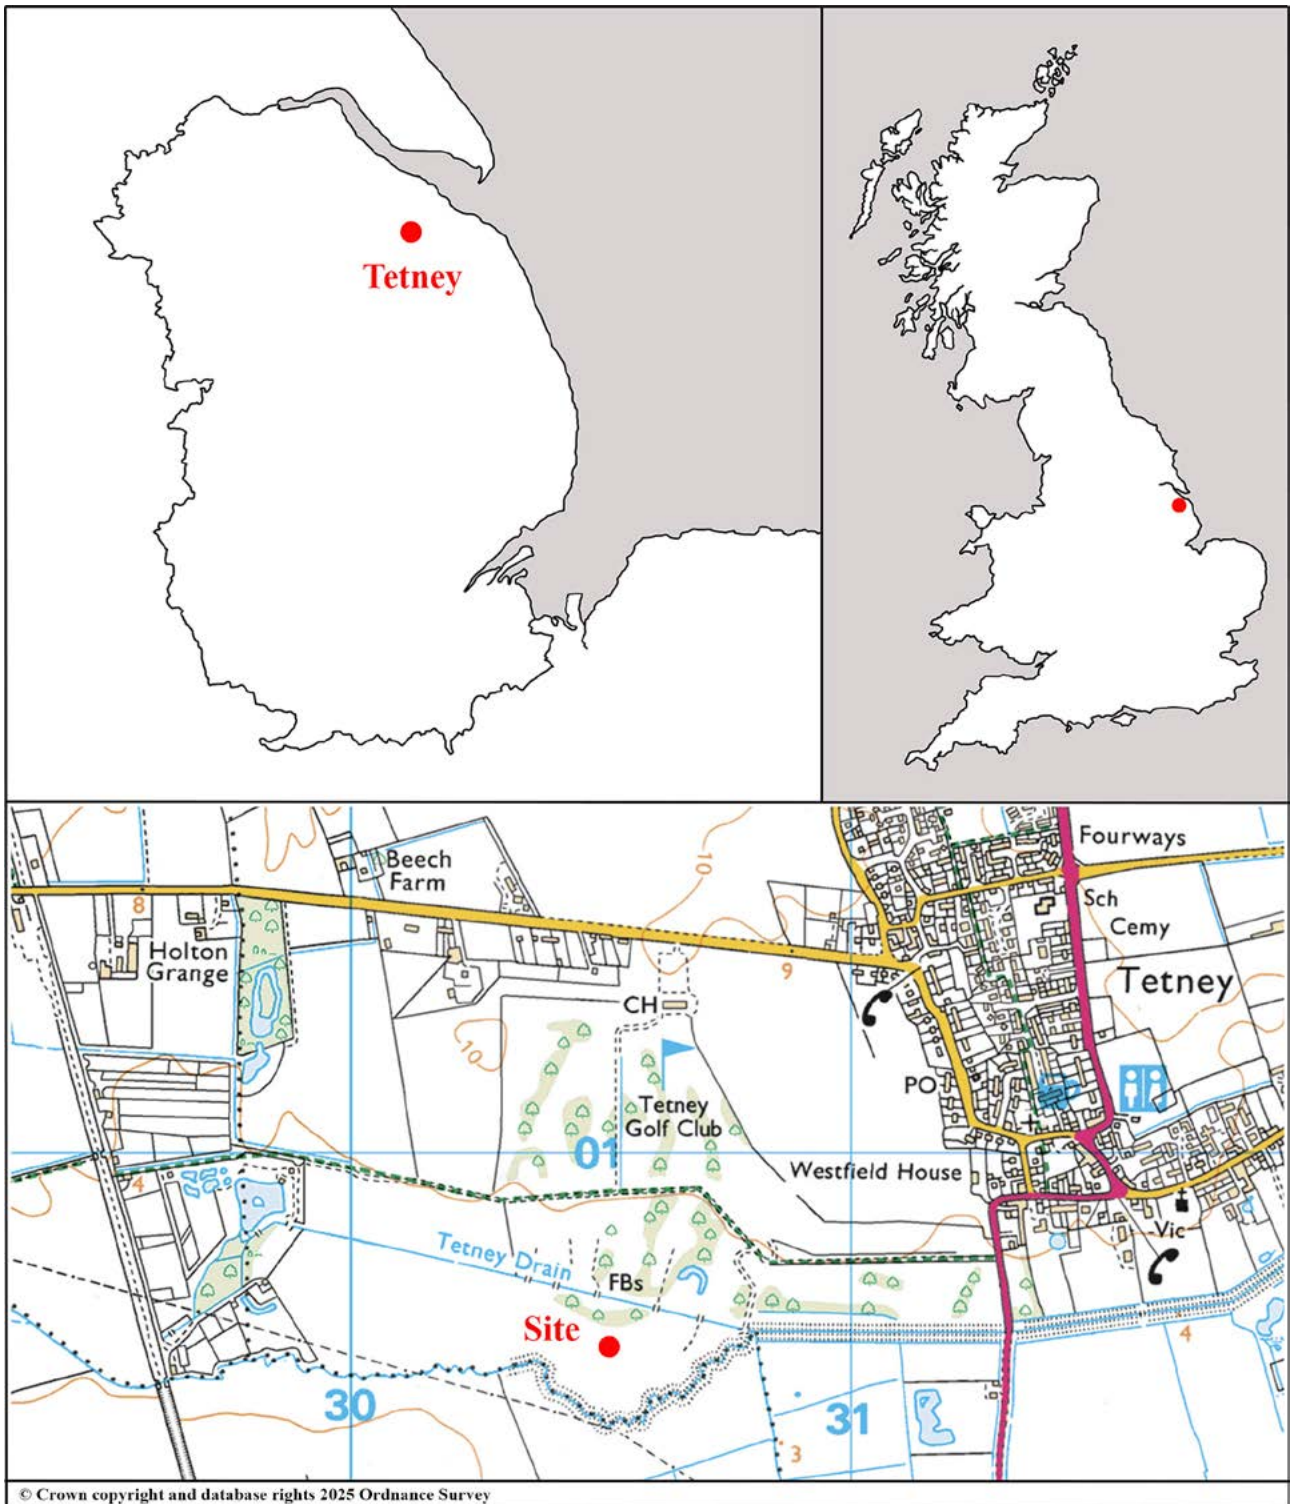 Tetney
Fourways
Beech
Farm
10
8
Sch
Cemy
Holton
Grange
9
Tetney
CH
10
PO
Tetney
Golf Club
01
Westfield House
4
Vic
Tetney Drain
FBs
Site
4
30
31
3
© Crown copyright and database rights 2025 Ordnance Survey